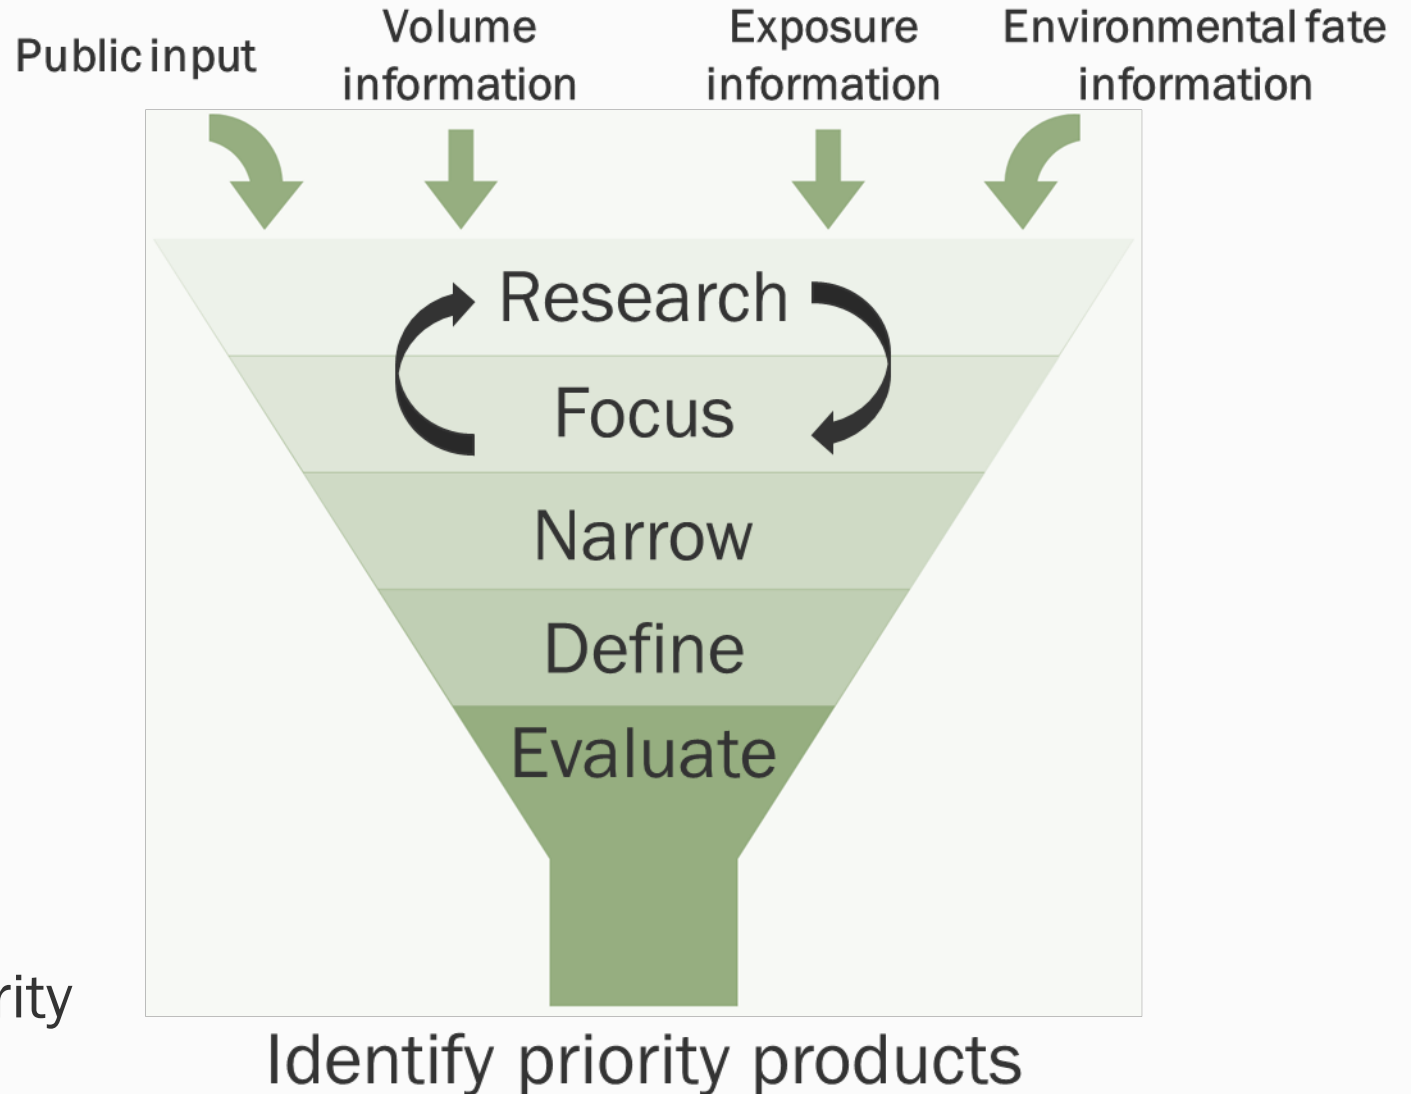 Public input
Volume
information
Exposure
information
Environmental fate
information
Research
Focus
Narrow
Define
Evaluate
rity
Identify priority products